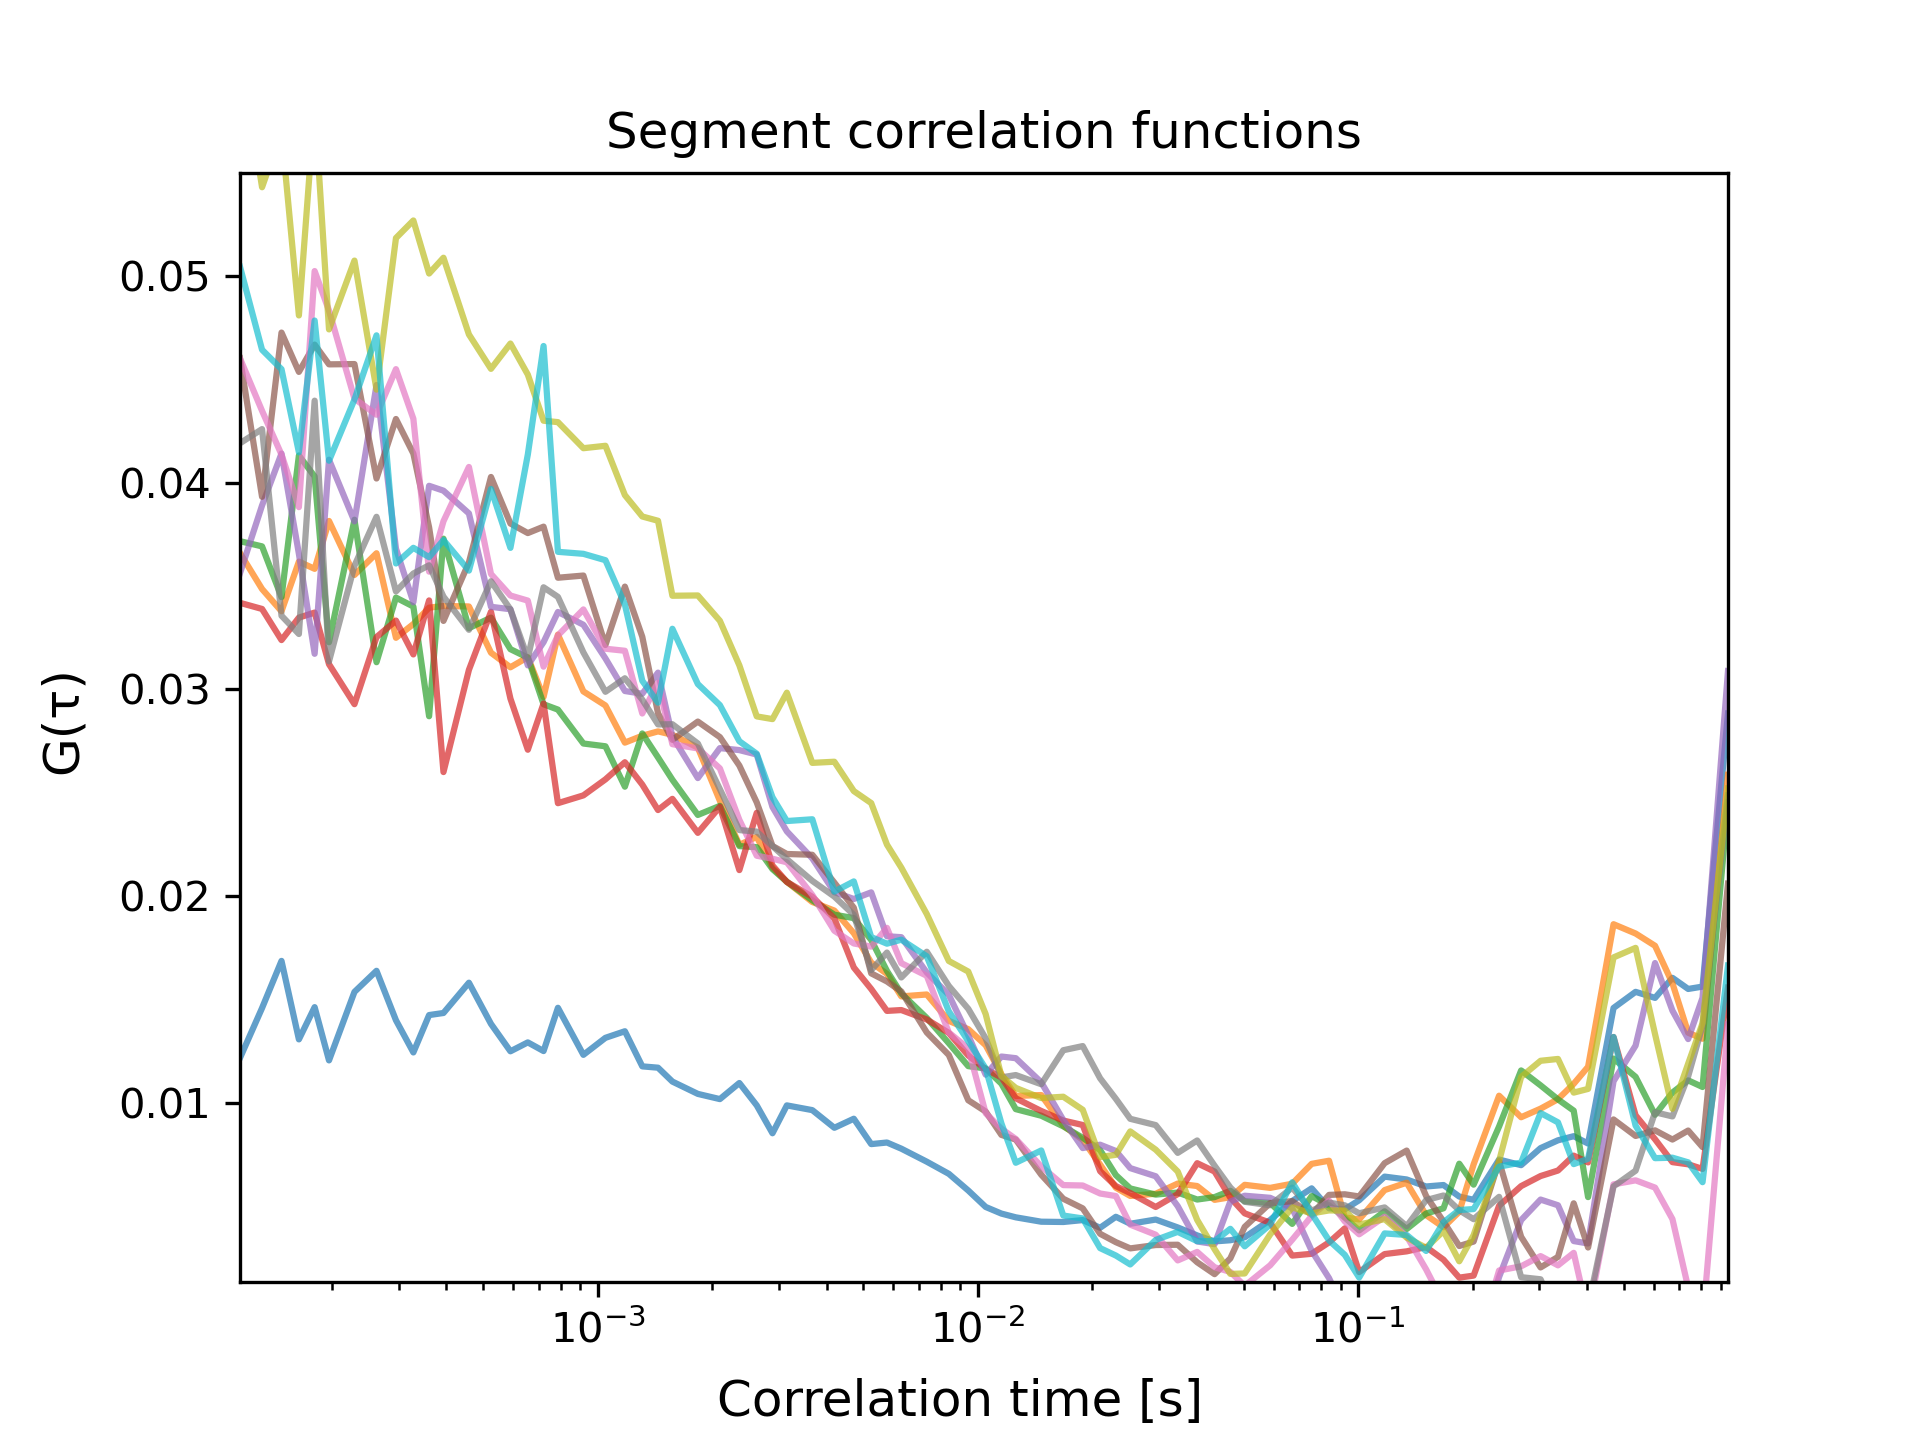 Segment correlation functions
G(τ)
0.05
0.04
0.03
0.02
0.01
10⁻³ 10⁻² 10⁻¹
Correlation time [s]